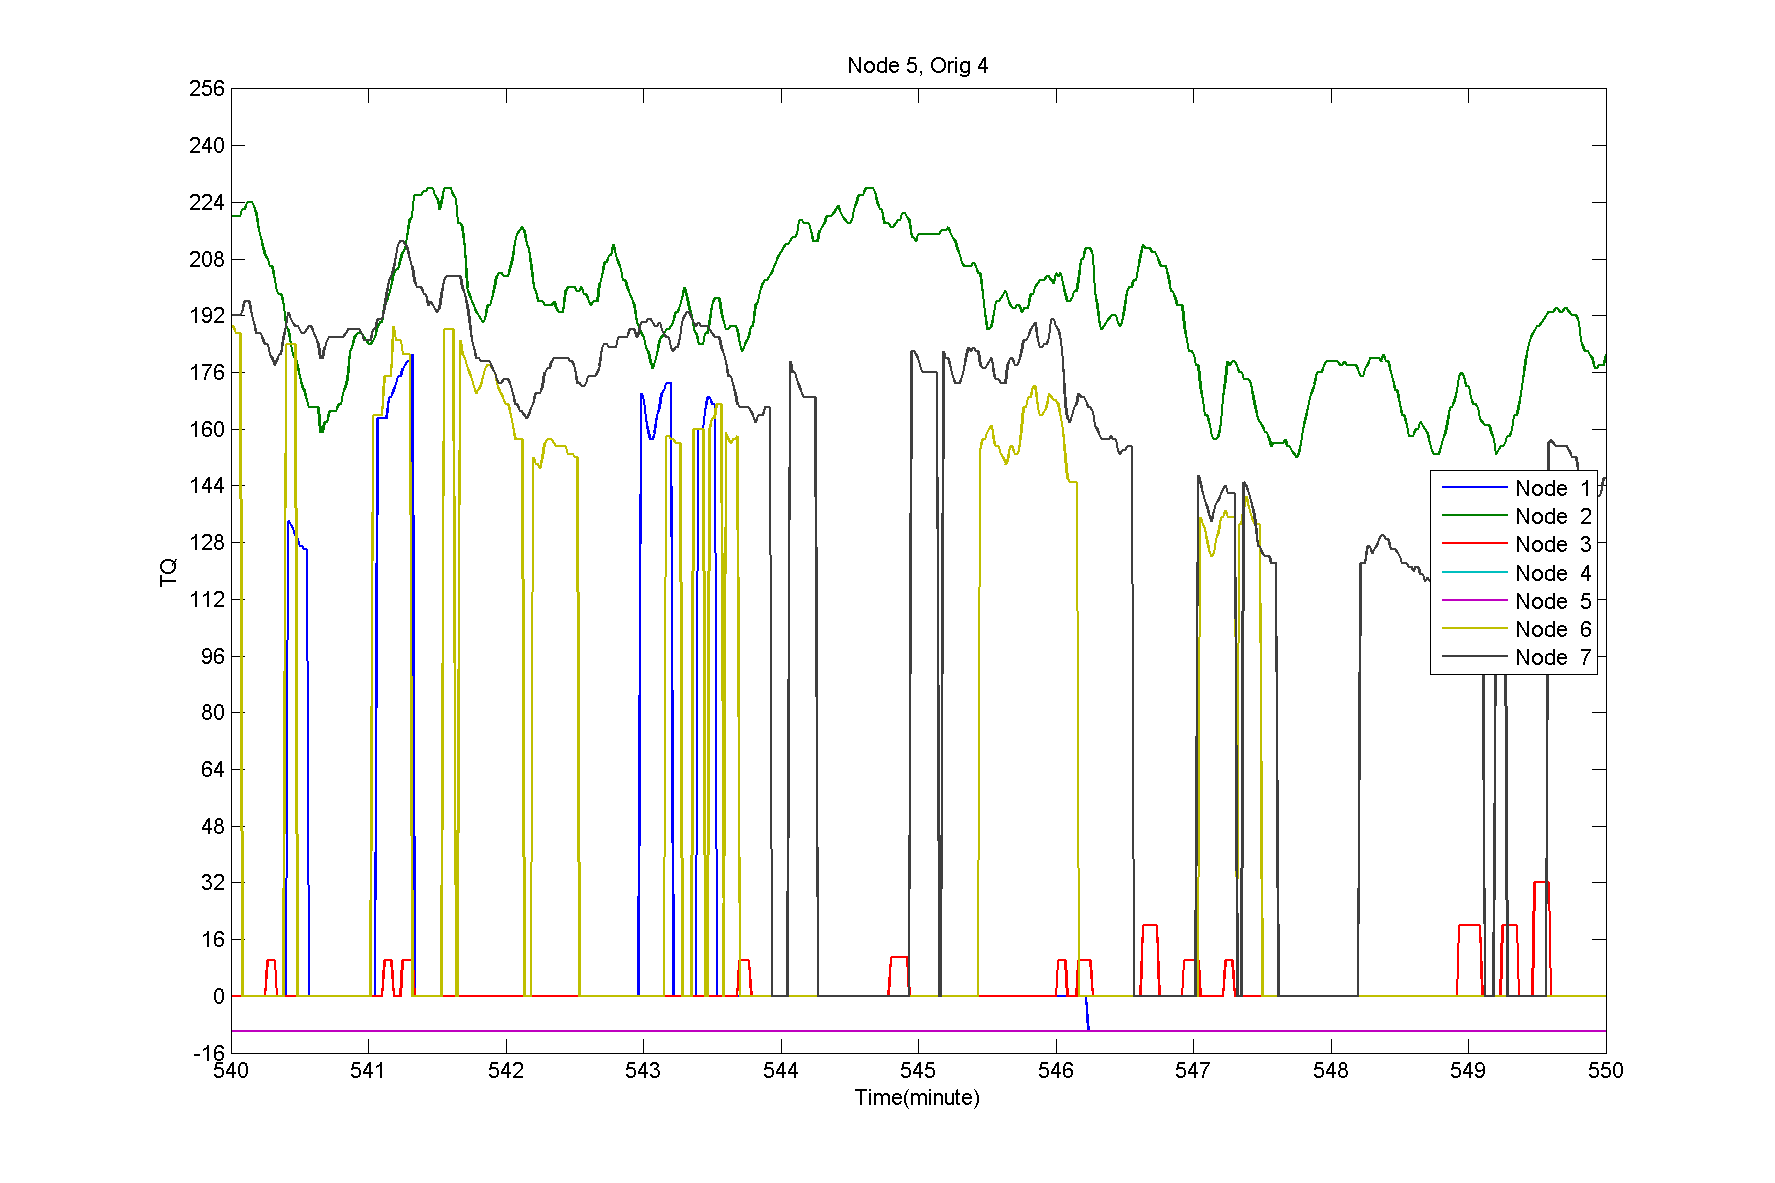 Node 5, Orig 4
256
240
224
208
192
176
160
144
128
112
96
80
64
48
32
16
0
-16
TQ
Node 1
Node 2
Node 3
Node 4
Node 5
Node 6
Node 7
540 541 542 543 544 545 546 547 548 549 550
Time(minute)